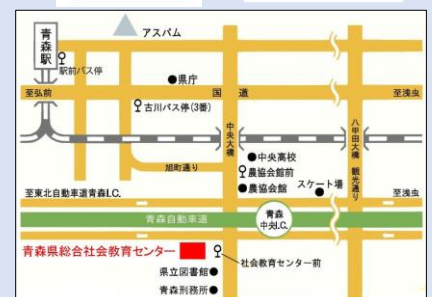 アスパム
青森駅
駅前バス停
●県庁
至弘前
国道
至浅虫
古川バス停(3番)
中央大橋
八甲田大橋 観光通り
旭町通り
●中央高校
農協会館前
●農協会館
スケート場
至東北自動車道青森I.C.
至浅虫
青森自動車道
青森中央I.C.
青森県総合社会教育センター
社会教育センター前
県立図書館●
青森刑務所●